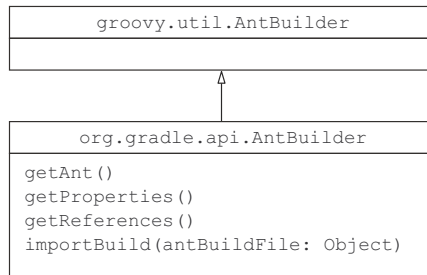 groovy.util.AntBuilder
org.gradle.api.AntBuilder
getAnt()
getProperties()
getReferences()
importBuild(antBuildFile: Object)